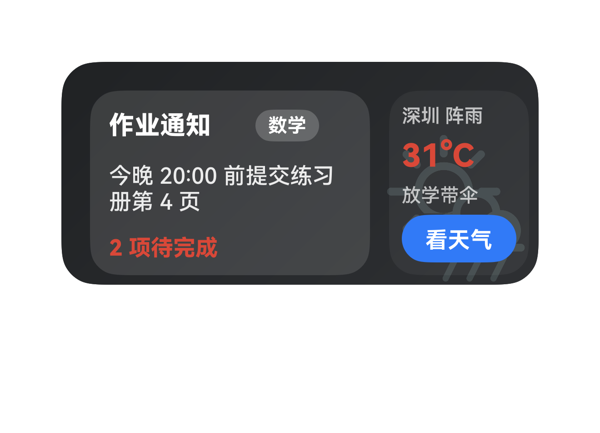 作业通知
数学
今晚 20:00 前提交练习
册第 4 页
2 项待完成
深圳 阵雨
31°C
放学带伞
看天气